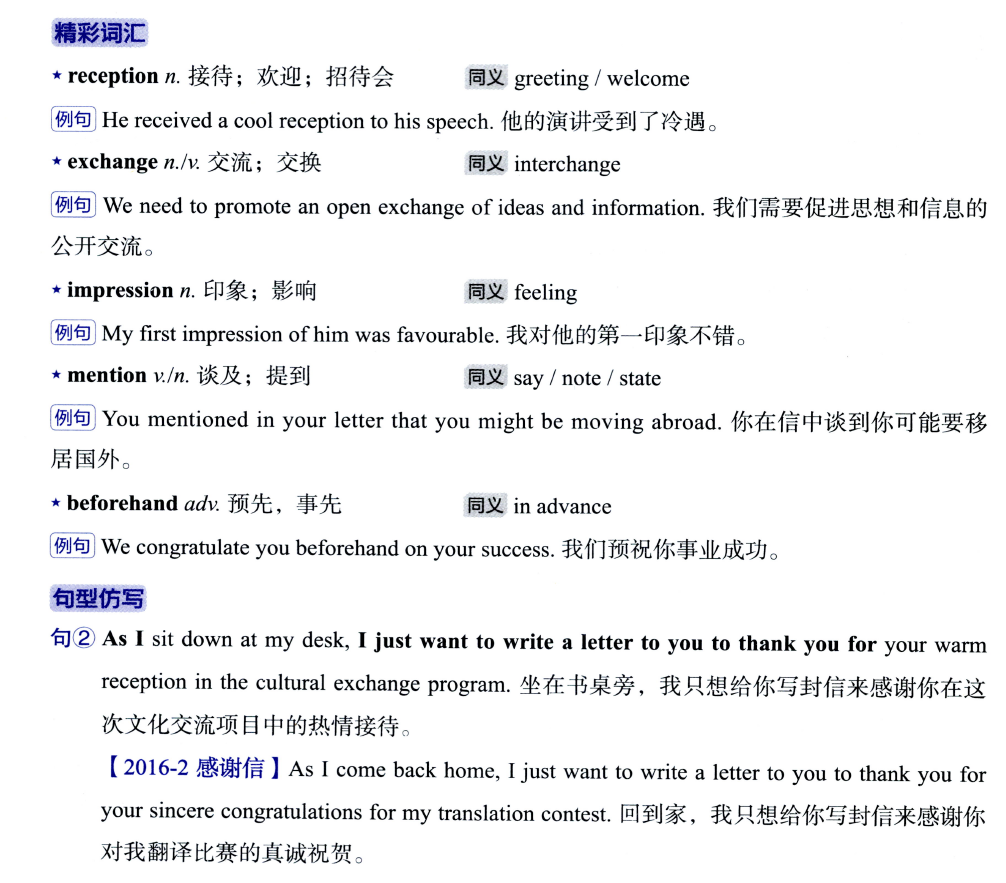 精彩词汇
★ reception n. 接待；欢迎；招待会 同义 greeting / welcome
例句 He received a cool reception to his speech. 他的演讲受到了冷遇。
★ exchange n./v. 交流；交换 同义 interchange
例句 We need to promote an open exchange of ideas and information. 我们需要促进思想和信息的
公开交流。
★ impression n. 印象；影响 同义 feeling
例句 My first impression of him was favourable. 我对他的第一印象不错。
★ mention v./n. 谈及；提到 同义 say / note / state
例句 You mentioned in your letter that you might be moving abroad. 你在信中谈到你可能要移
居国外。
★ beforehand adv. 预先，事先 同义 in advance
例句 We congratulate you beforehand on your success. 我们预祝你事业成功。
句型仿写
句② As I sit down at my desk, I just want to write a letter to you to thank you for your warm
reception in the cultural exchange program. 坐在书桌旁，我只想给你写封信来感谢你在这
次文化交流项目中的热情接待。
【2016-2 感谢信】As I come back home, I just want to write a letter to you to thank you for
your sincere congratulations for my translation contest. 回到家，我只想给你写封信来感谢你
对我翻译比赛的真诚祝贺。